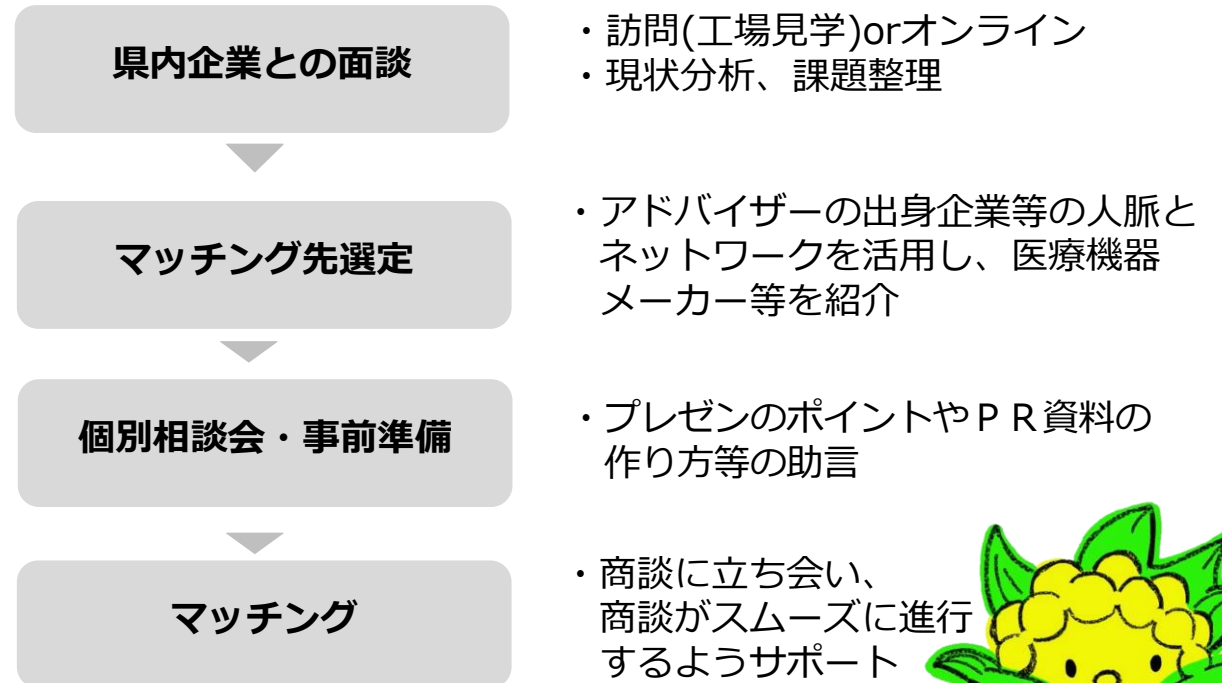 県内企業との面談
・訪問(工場見学)orオンライン
・現状分析、課題整理
マッチング先選定
・アドバイザーの出身企業等の人脈と
ネットワークを活用し、医療機器
メーカー等を紹介
個別相談会・事前準備
・プレゼンのポイントやＰＲ資料の
作り方等の助言
マッチング
・商談に立ち会い、
商談がスムーズに進行
するようサポート